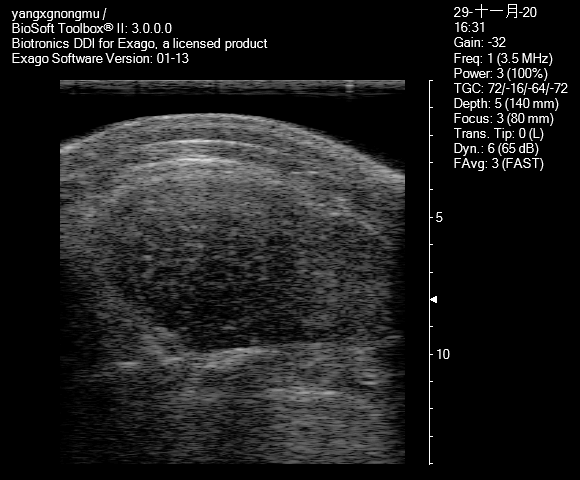 yangxgnongmu /
BioSoft Toolbox® II: 3.0.0.0
Biotronics DDI for Exago, a licensed product
Exago Software Version: 01-13
29-十一月-20
16:31
Gain: -32
Freq: 1 (3.5 MHz)
Power: 3 (100%)
TGC: 72/-16/-64/-72
Depth: 5 (140 mm)
Focus: 3 (80 mm)
Trans. Tip: 0 (L)
Dyn.: 6 (65 dB)
FAvg: 3 (FAST)
5
10